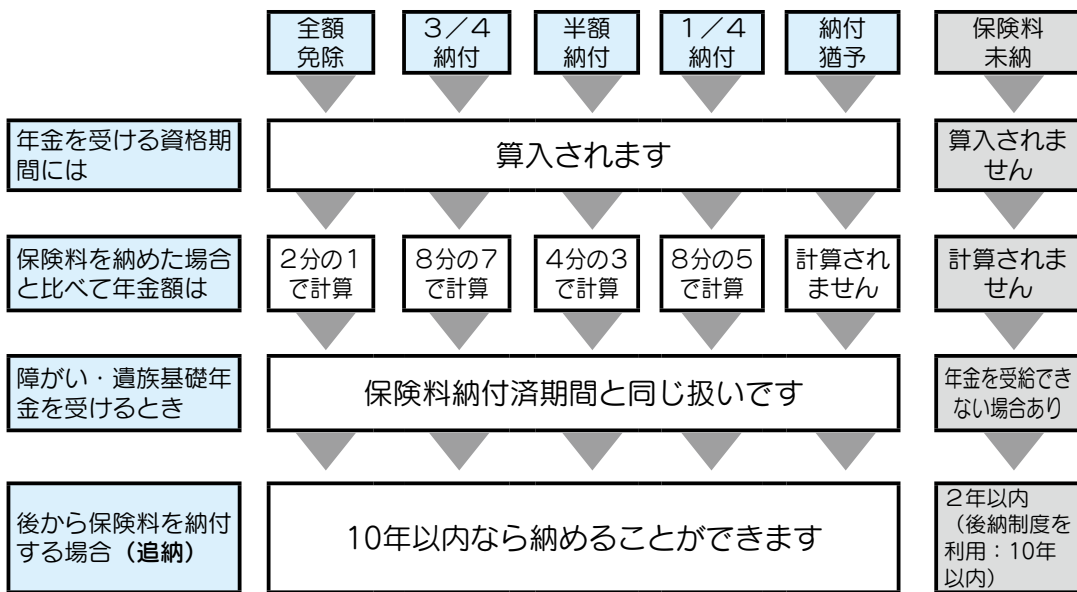 全額
免除
3／4
納付
半額
納付
1／4
納付
納付
猶予
保険料
未納
年金を受ける資格期
間には
算入されます
算入されま
せん
保険料を納めた場合
と比べて年金額は
2分の1
で計算
8分の7
で計算
4分の3
で計算
8分の5
で計算
計算され
ません
計算されま
せん
障がい・遺族基礎年
金を受けるとき
保険料納付済期間と同じ扱いです
年金を受給でき
ない場合あり
後から保険料を納付
する場合（追納）
10年以内なら納めることができます
2年以内
（後納制度を
利用：10年
以内）